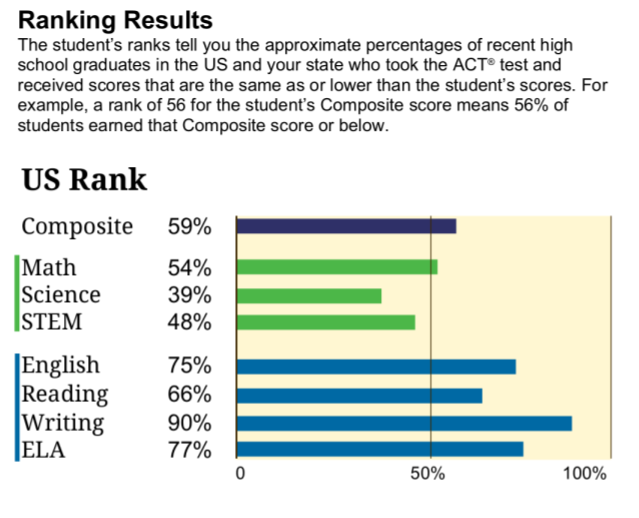 Ranking Results
The student's ranks tell you the approximate percentages of recent high
school graduates in the US and your state who took the ACT® test and
received scores that are the same as or lower than the student's scores. For
example, a rank of 56 for the student's Composite score means 56% of
students earned that Composite score or below.
US Rank
Composite 59%
Math 54%
Science 39%
STEM 48%
English 75%
Reading 66%
Writing 90%
ELA 77%
0 50% 100%